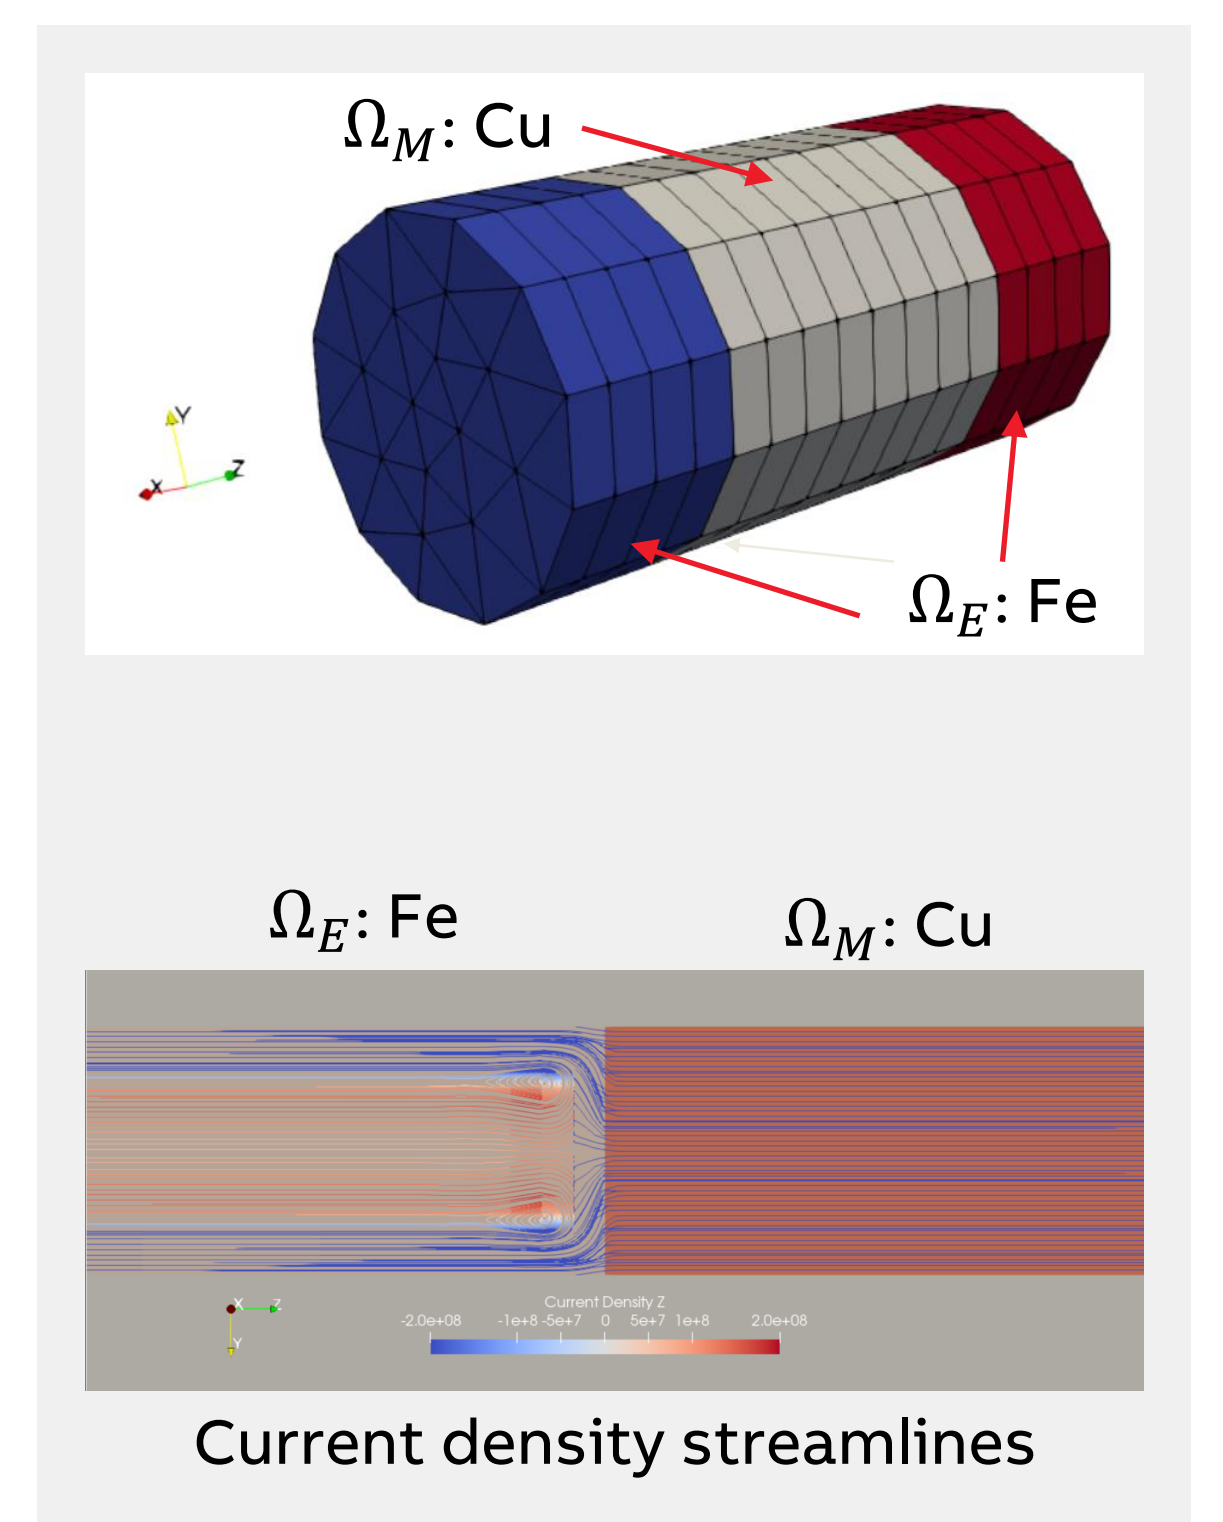 Ω_M: Cu
Y
Z
X
Ω_E: Fe
Ω_E: Fe
Ω_M: Cu
X Z
Y
Current Density Z
-2.0e+08 -1e+8 -5e+7 0 5e+7 1e+8 2.0e+08
Current density streamlines